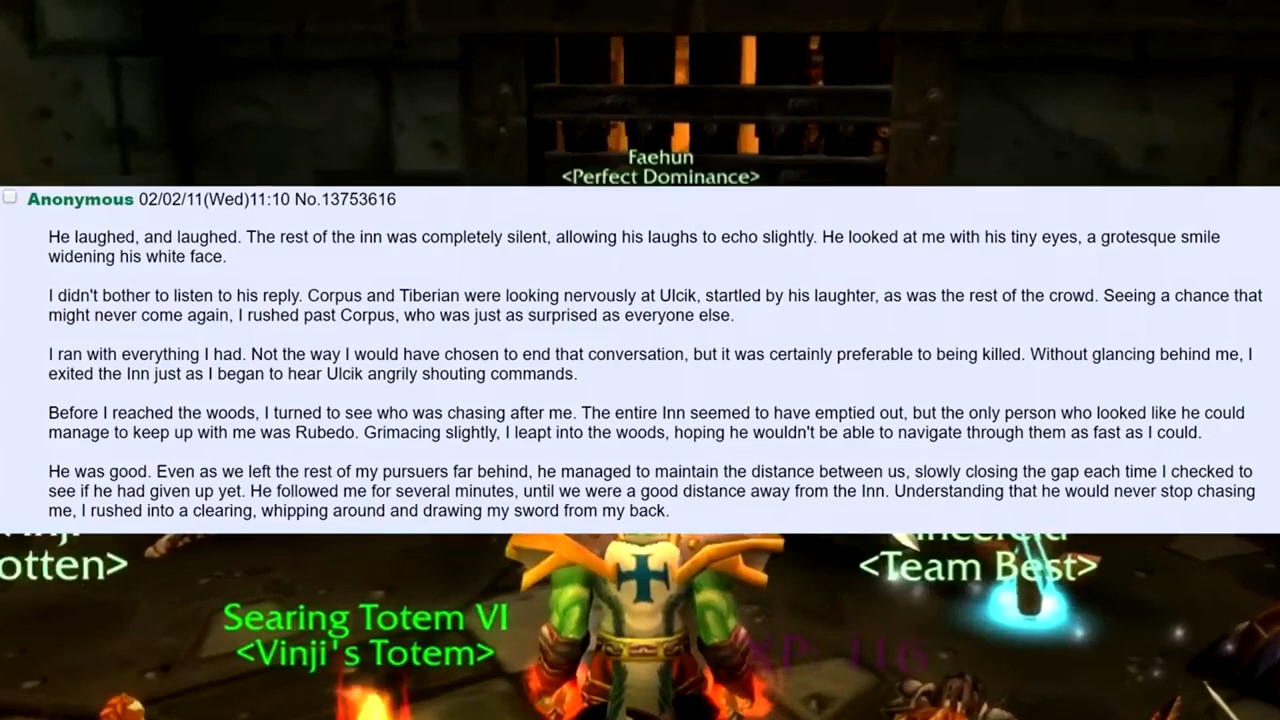 Faehun
<Perfect Dominance>
Anonymous 02/02/11(Wed)11:10 No.13753616
He laughed, and laughed. The rest of the inn was completely silent, allowing his laughs to echo slightly. He looked at me with his tiny eyes, a grotesque smile
widening his white face.
I didn't bother to listen to his reply. Corpus and Tiberian were looking nervously at Ulcik, startled by his laughter, as was the rest of the crowd. Seeing a chance that
might never come again, I rushed past Corpus, who was just as surprised as everyone else.
I ran with everything I had. Not the way I would have chosen to end that conversation, but it was certainly preferable to being killed. Without glancing behind me, I
exited the Inn just as I began to hear Ulcik angrily shouting commands.
Before I reached the woods, I turned to see who was chasing after me. The entire Inn seemed to have emptied out, but the only person who looked like he could
manage to keep up with me was Rubedo. Grimacing slightly, I leapt into the woods, hoping he wouldn't be able to navigate through them as fast as I could.
He was good. Even as we left the rest of my pursuers far behind, he managed to maintain the distance between us, slowly closing the gap each time I checked to
see if he had given up yet. He followed me for several minutes, until we were a good distance away from the Inn. Understanding that he would never stop chasing
me, I rushed into a clearing, whipping around and drawing my sword from my back.
otten>
<Team Best>
Searing Totem VI
<Vinji's Totem>
XP: 116